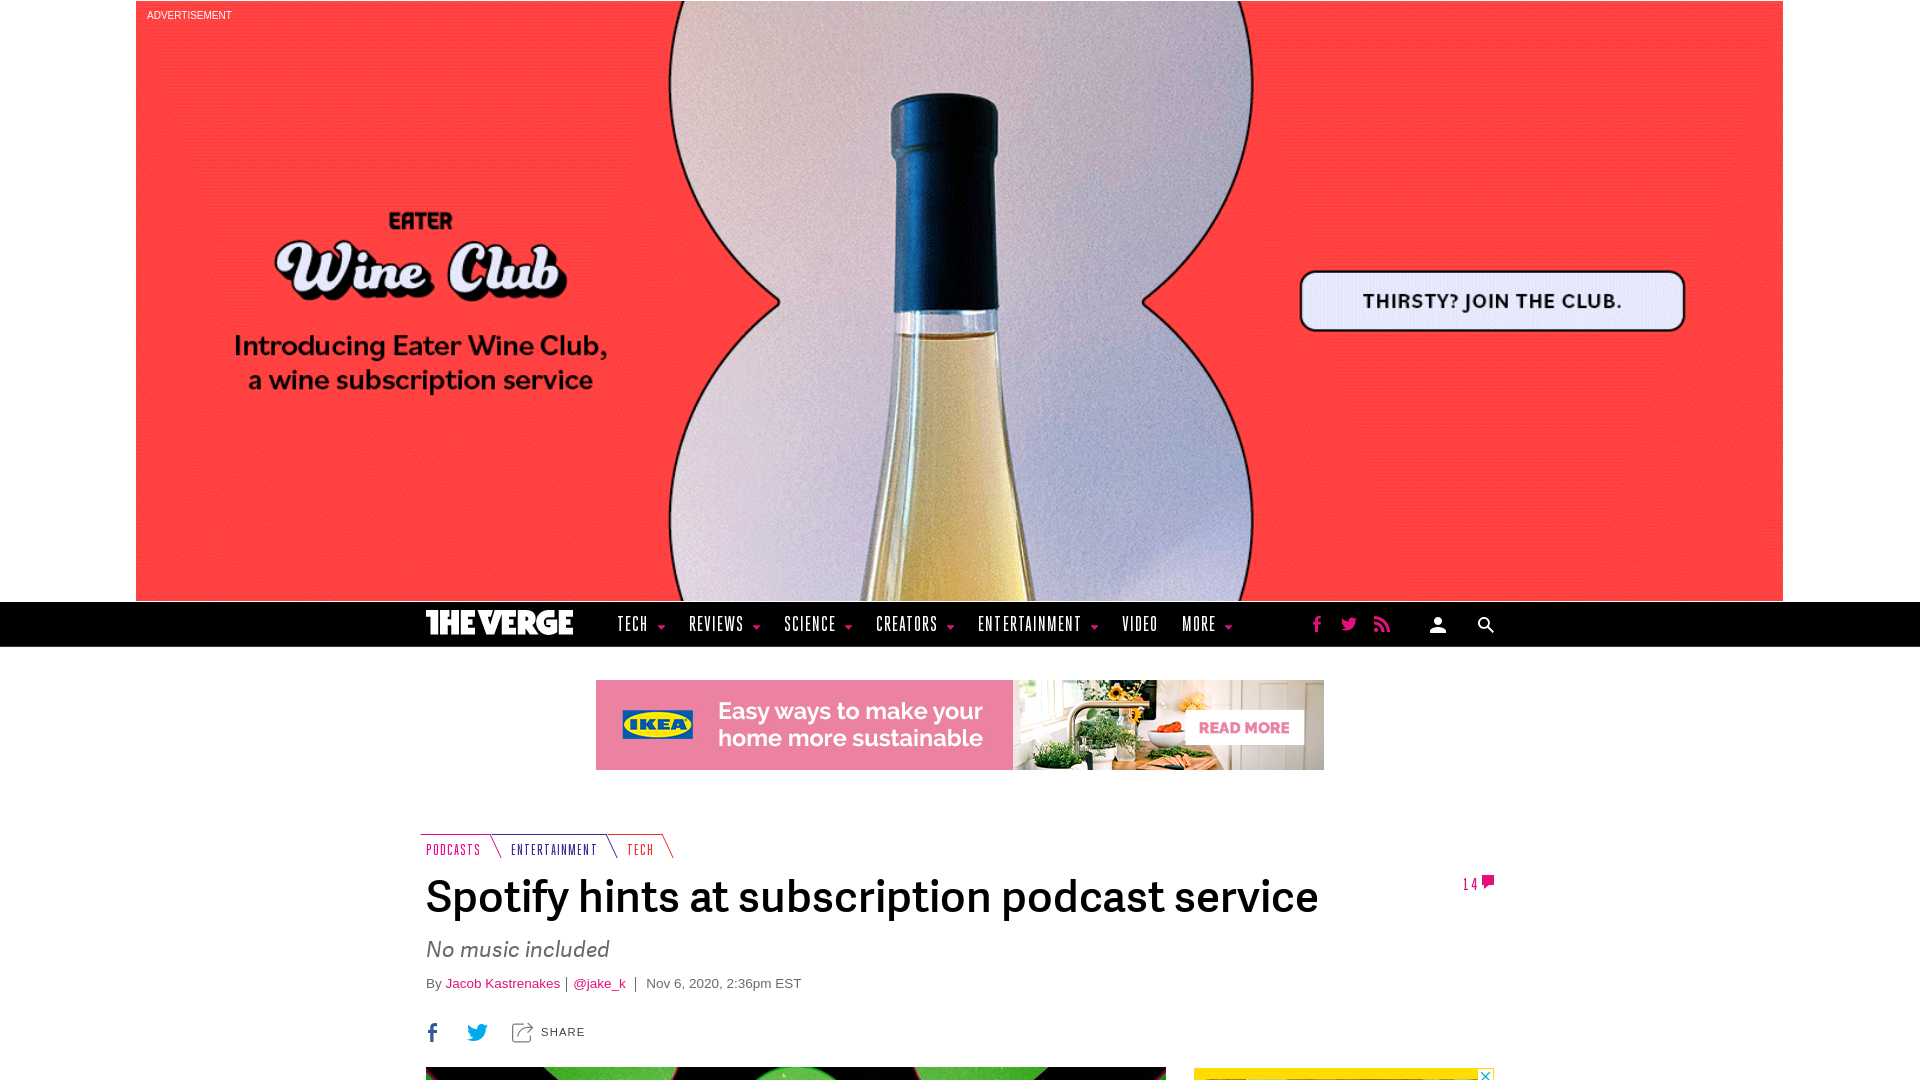 ADVERTISEMENT
EATER
Wine Club
Introducing Eater Wine Club,
a wine subscription service
THIRSTY? JOIN THE CLUB.
THE VERGE
TECH REVIEWS SCIENCE CREATORS ENTERTAINMENT VIDEO MORE
IKEA
Easy ways to make your
home more sustainable
READ MORE
PODCASTS ENTERTAINMENT TECH
Spotify hints at subscription podcast service
14
No music included
By Jacob Kastrenakes | @jake_k | Nov 6, 2020, 2:36pm EST
SHARE